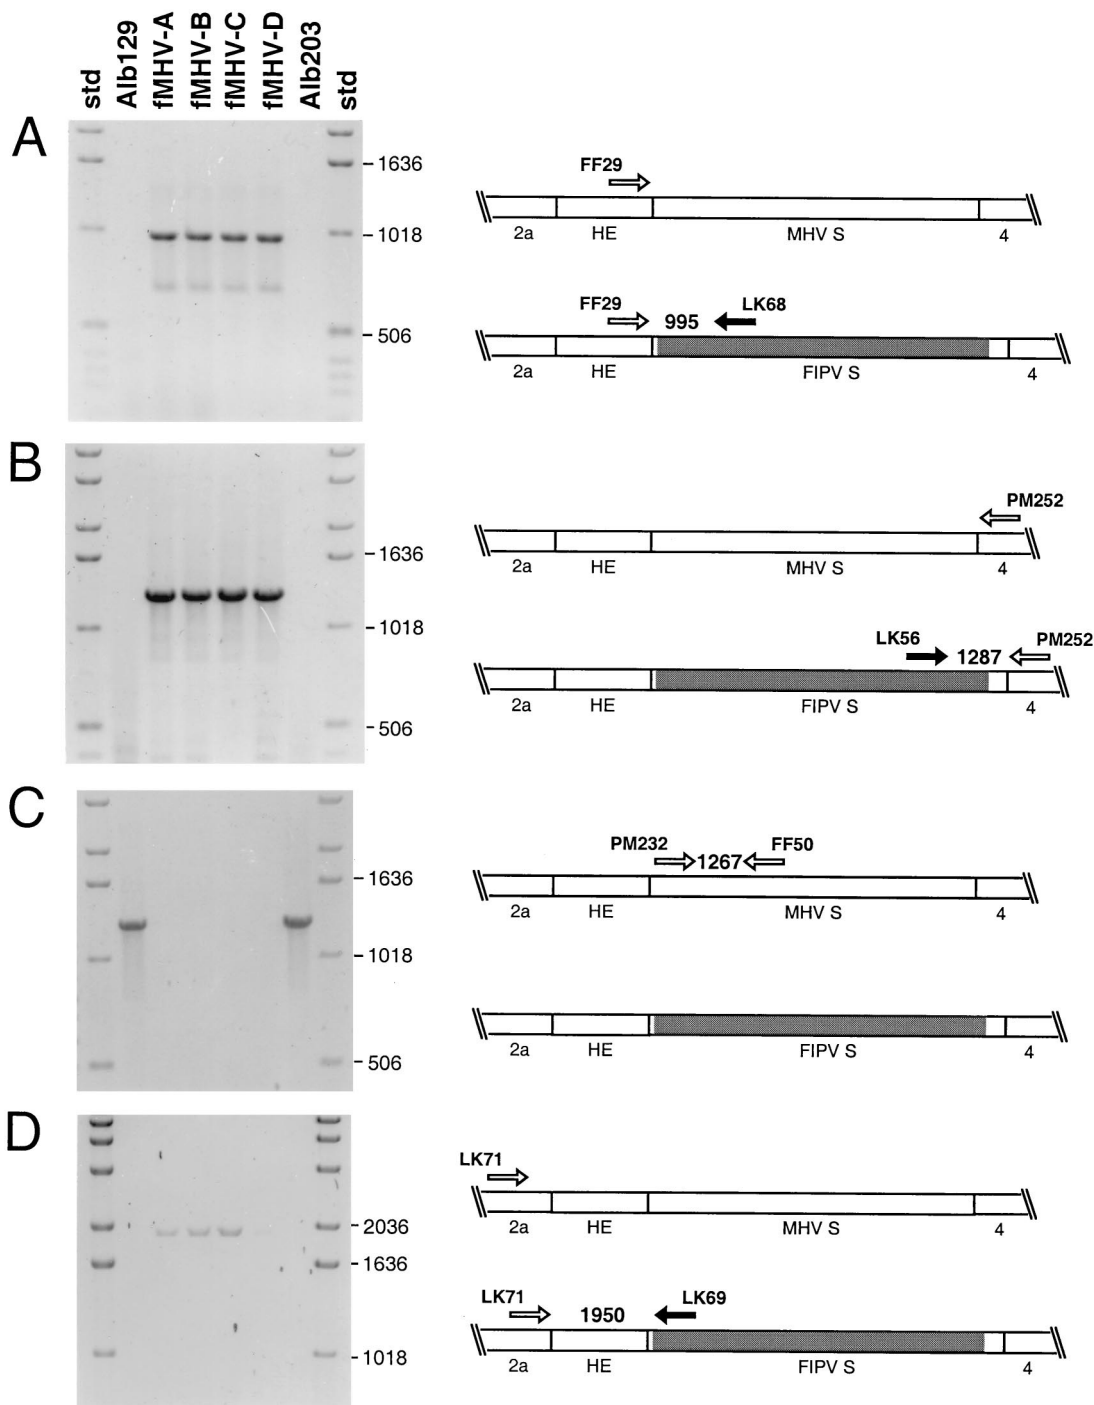 std Alb129 fMHV-A fMHV-B fMHV-C fMHV-D Alb203 std
A
1636
1018
506
FF29
2a HE MHV S 4
FF29 995 LK68
2a HE FIPV S 4
B
1636
1018
506
PM252
2a HE MHV S 4
LK56 1287 PM252
2a HE FIPV S 4
C
1636
1018
506
PM232 1267 FF50
2a HE MHV S 4
2a HE FIPV S 4
D
2036
1636
1018
LK71
2a HE MHV S 4
LK71 1950 LK69
2a HE FIPV S 4